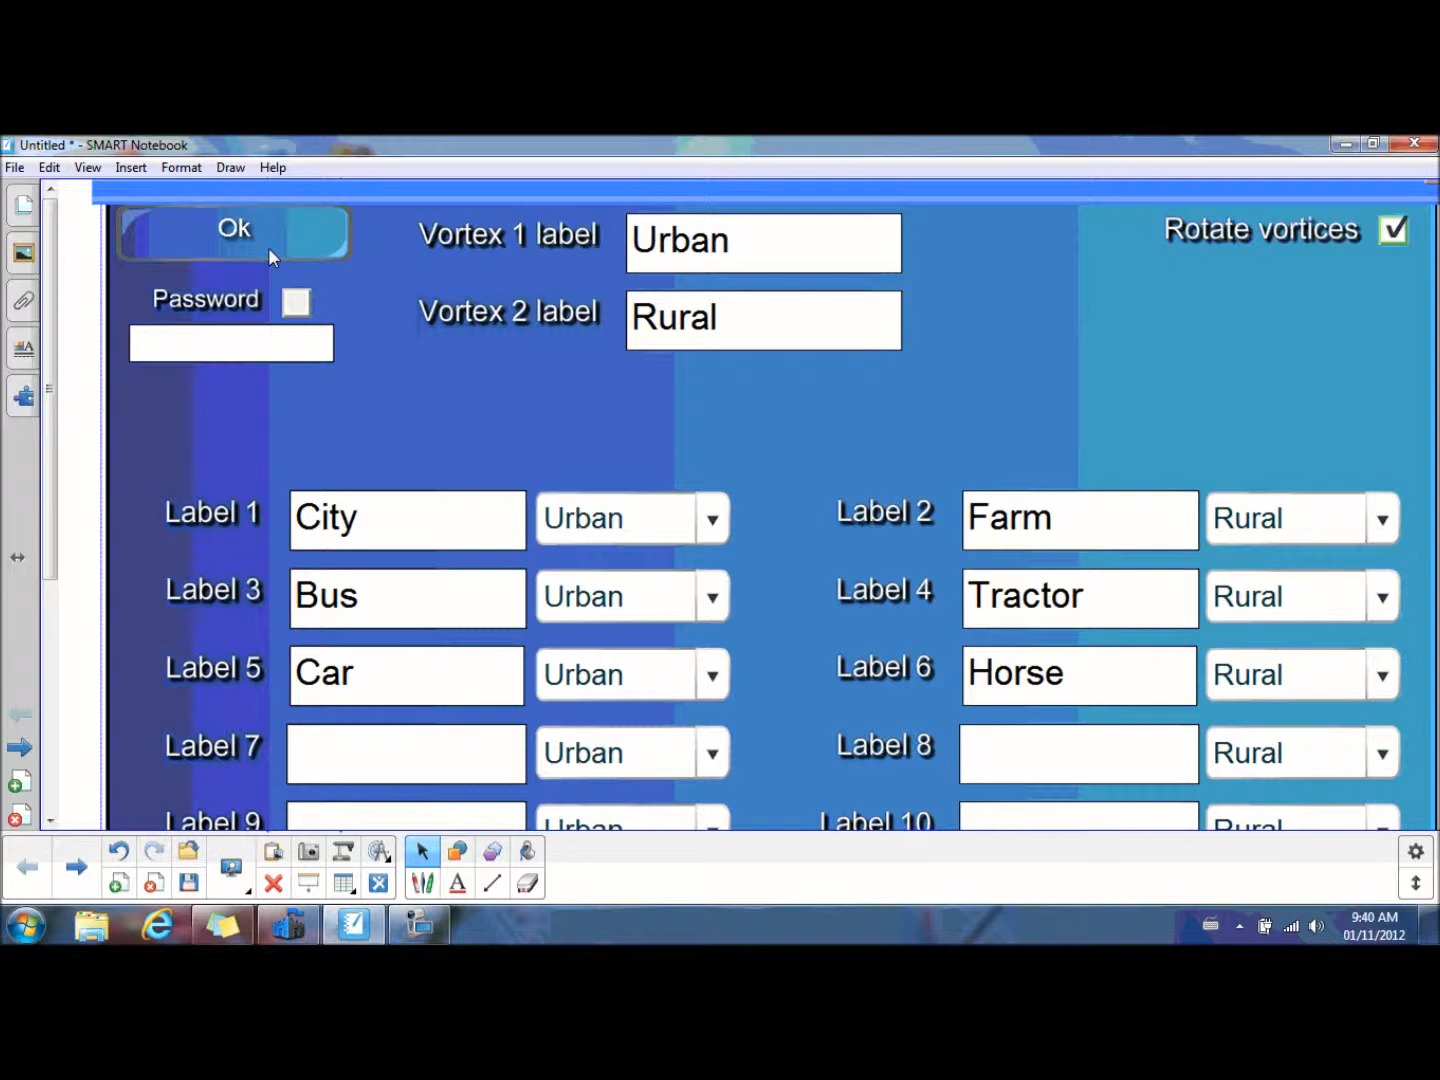 Untitled * - SMART Notebook
File Edit View Insert Format Draw Help
Ok
Vortex 1 label Urban
Rotate vortices
Password
Vortex 2 label Rural
Label 1 City Urban
Label 2 Farm Rural
Label 3 Bus Urban
Label 4 Tractor Rural
Label 5 Car Urban
Label 6 Horse Rural
Label 7 Urban
Label 8 Rural
Label 9 Urban
Label 10 Rural
9:40 AM
01/11/2012